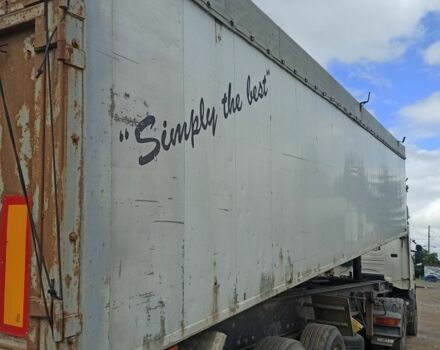 "Simply the best"